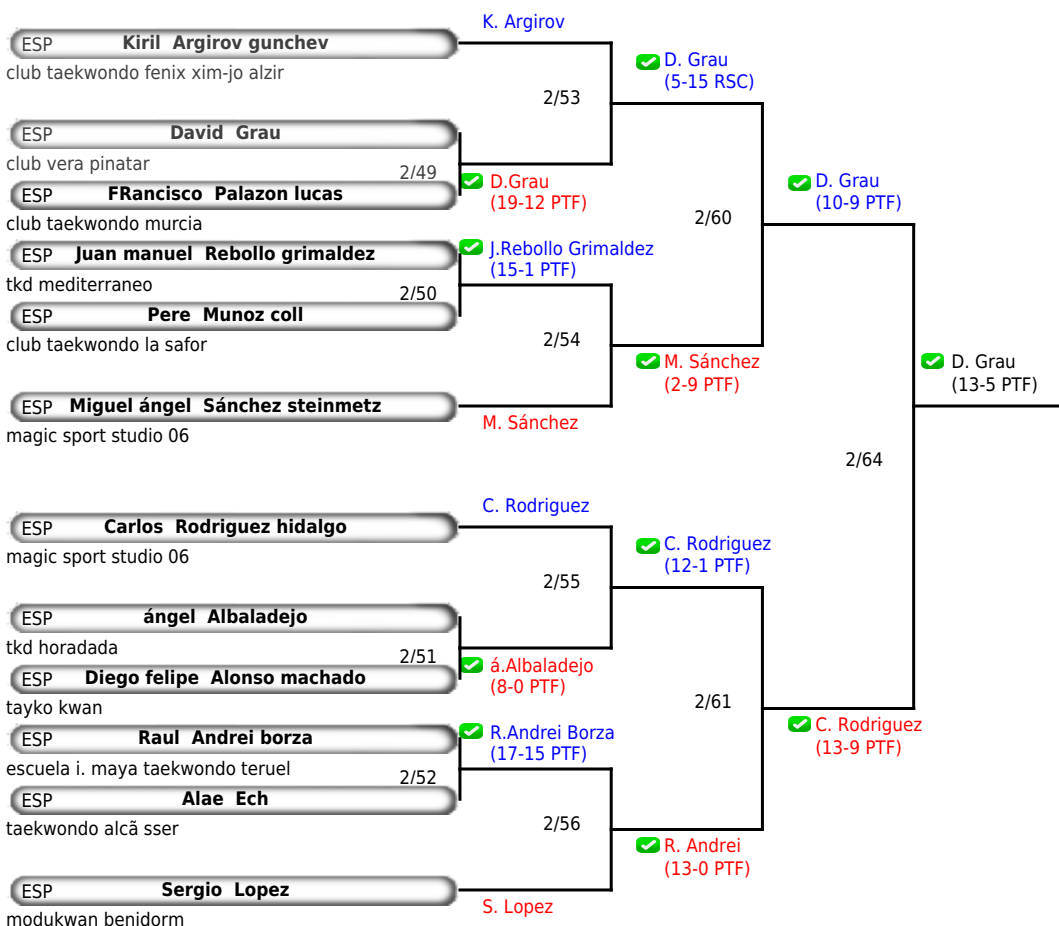 K. Argirov
ESP Kiril Argirov gunchev
club taekwondo fenix xim-jo alzir
D. Grau
(5-15 RSC)
2/53
ESP David Grau
club vera pinatar
2/49
D.Grau
(19-12 PTF)
ESP FRancisco Palazon lucas
club taekwondo murcia
D. Grau
(10-9 PTF)
2/60
ESP Juan manuel Rebollo grimaldez
J.Rebollo Grimaldez
(15-1 PTF)
tkd mediterraneo
2/50
ESP Pere Munoz coll
club taekwondo la safor
2/54
M. Sánchez
(2-9 PTF)
D. Grau
(13-5 PTF)
ESP Miguel ángel Sánchez steinmetz
M. Sánchez
magic sport studio 06
2/64
C. Rodriguez
ESP Carlos Rodriguez hidalgo
magic sport studio 06
C. Rodriguez
(12-1 PTF)
2/55
ESP ángel Albaladejo
tkd horadada
2/51
á.Albaladejo
(8-0 PTF)
ESP Diego felipe Alonso machado
tayko kwan
2/61
C. Rodriguez
(13-9 PTF)
ESP Raul Andrei borza
R.Andrei Borza
(17-15 PTF)
escuela i. maya taekwondo teruel
2/52
ESP Alae Ech
taekwondo alcã sser
2/56
R. Andrei
(13-0 PTF)
ESP Sergio Lopez
S. Lopez
modukwan benidorm